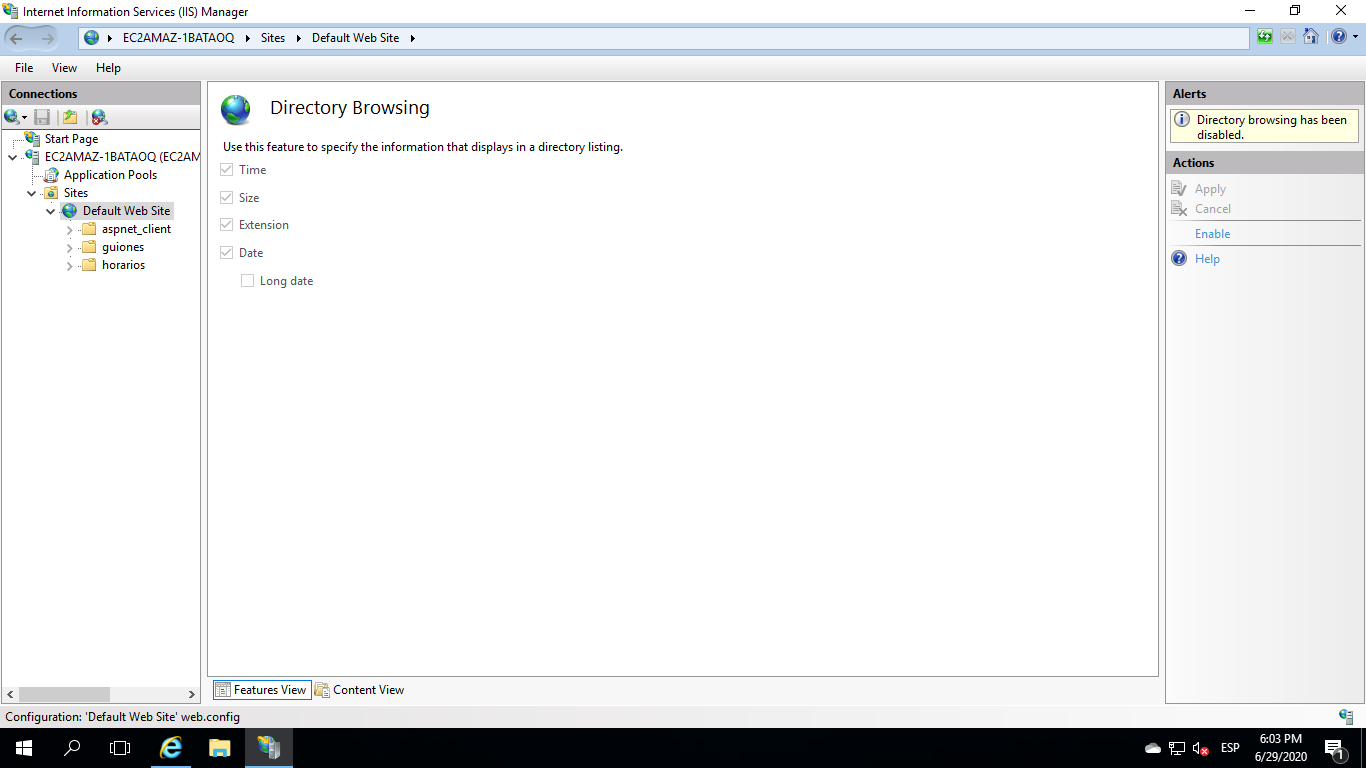 Internet Information Services (IIS) Manager
EC2AMAZ-1BATAOQ
Sites
Default Web Site
File
View
Help
Connections
Start Page
EC2AMAZ-1BATAOQ (EC2AM
Application Pools
Sites
Default Web Site
aspnet_client
guiones
horarios
Directory Browsing
Use this feature to specify the information that displays in a directory listing.
Time
Size
Extension
Date
Long date
Features View
Content View
Alerts
Directory browsing has been
disabled.
Actions
Apply
Cancel
Enable
Help
Configuration: 'Default Web Site' web.config
ESP
6:03 PM
6/29/2020
1